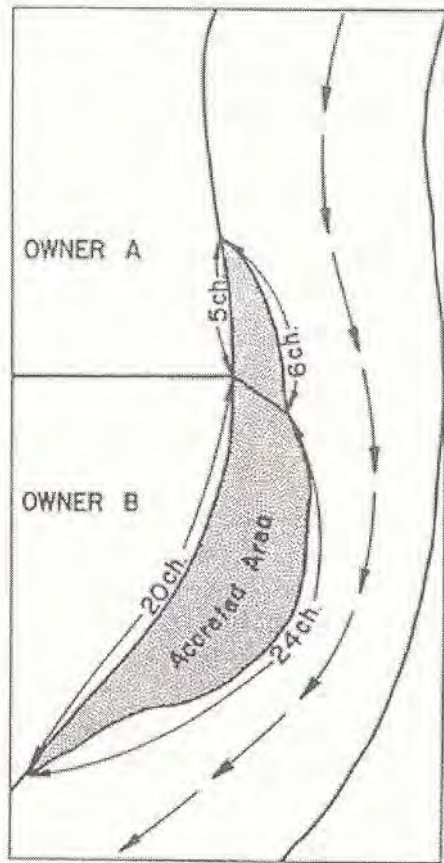 OWNER A
5ch.
6ch.
OWNER B
20ch.
Accreted Area
24ch.